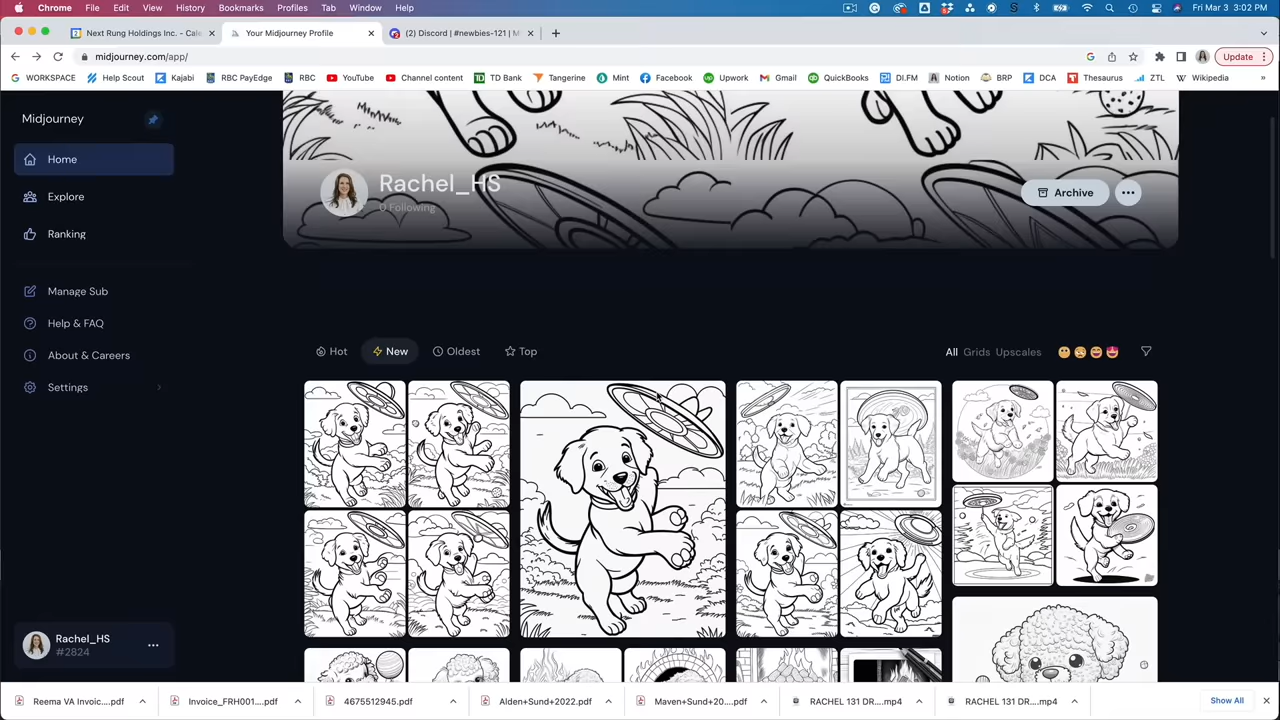 Chrome File Edit View History Bookmarks Profiles Tab Window Help
Fri Mar 3 3:02 PM
Next Rung Holdings Inc. - Cale
Your Midjourney Profile
(2) Discord | #newbies-121 | M
midjourney.com/app/
Update
WORKSPACE Help Scout Kajabi RBC PayEdge RBC YouTube Channel content TD Bank Tangerine Mint Facebook Upwork Gmail QuickBooks DI.FM Notion BRP DCA Thesaurus ZTL Wikipedia
Midjourney
Home
Explore
Ranking
Manage Sub
Help & FAQ
About & Careers
Settings
Rachel_HS
0 Following
Archive
Hot New Oldest Top
All Grids Upscales
Rachel_HS
#2824
Reema VA Invoic....pdf
Invoice_FRH001....pdf
4675512945.pdf
Alden+Sund+2022.pdf
Maven+Sund+20....pdf
RACHEL 131 DR....mp4
RACHEL 131 DR....mp4
Show All